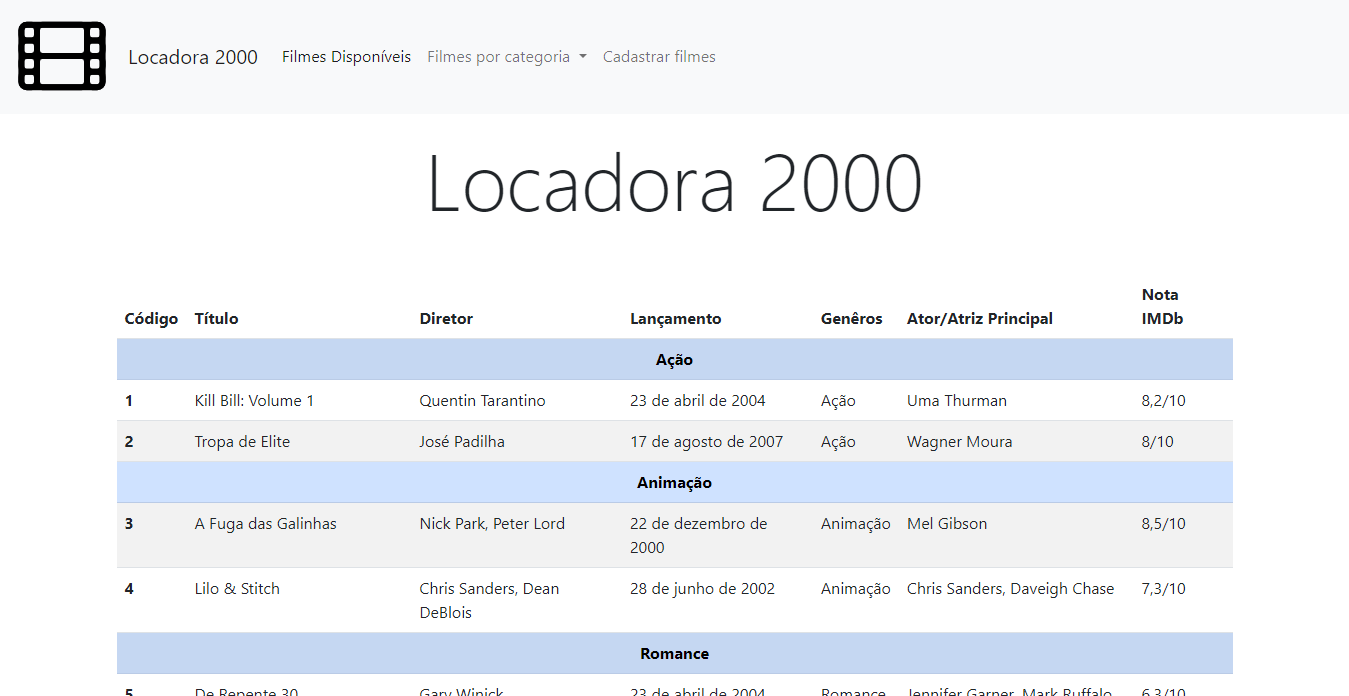 Locadora 2000 Filmes Disponíveis Filmes por categoria Cadastrar filmes
Locadora 2000
Código Título Diretor Lançamento Genêros Ator/Atriz Principal Nota IMDb
Ação
1 Kill Bill: Volume 1 Quentin Tarantino 23 de abril de 2004 Ação Uma Thurman 8,2/10
2 Tropa de Elite José Padilha 17 de agosto de 2007 Ação Wagner Moura 8/10
Animação
3 A Fuga das Galinhas Nick Park, Peter Lord 22 de dezembro de 2000 Animação Mel Gibson 8,5/10
4 Lilo & Stitch Chris Sanders, Dean DeBlois 28 de junho de 2002 Animação Chris Sanders, Daveigh Chase 7,3/10
Romance
5 De Repente 30 Gary Winick 23 de abril de 2004 Romance Jennifer Garner, Mark Ruffalo 6,3/10